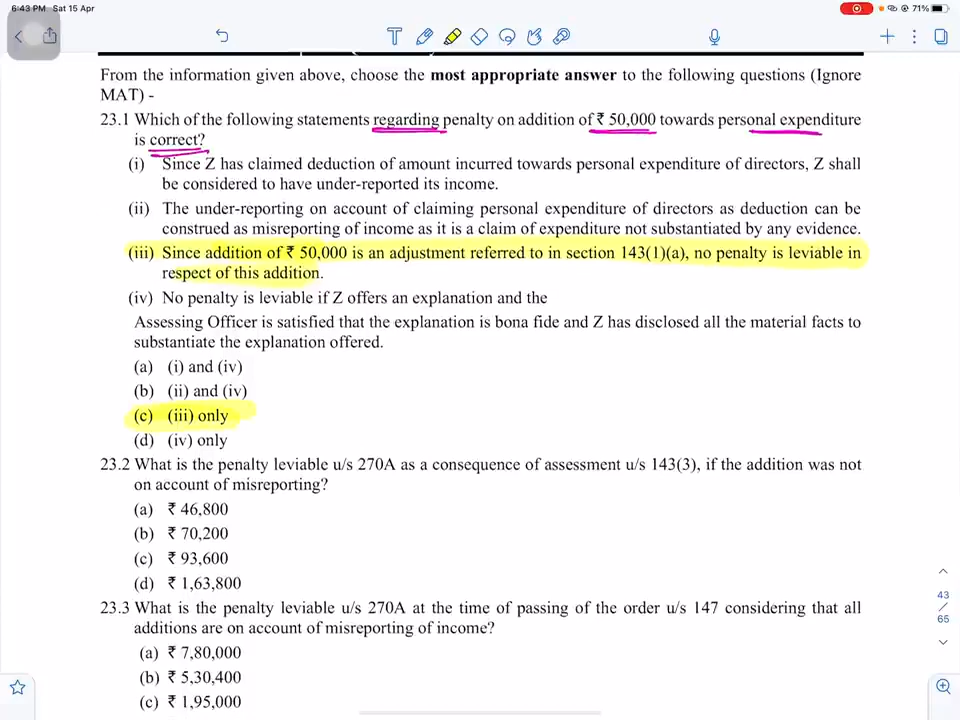 6:43 PM Sat 15 Apr
71%
From the information given above, choose the most appropriate answer to the following questions (Ignore
MAT) -
23.1 Which of the following statements regarding penalty on addition of ₹ 50,000 towards personal expenditure
is correct?
(i) Since Z has claimed deduction of amount incurred towards personal expenditure of directors, Z shall
be considered to have under-reported its income.
(ii) The under-reporting on account of claiming personal expenditure of directors as deduction can be
construed as misreporting of income as it is a claim of expenditure not substantiated by any evidence.
(iii) Since addition of ₹ 50,000 is an adjustment referred to in section 143(1)(a), no penalty is leviable in
respect of this addition.
(iv) No penalty is leviable if Z offers an explanation and the
Assessing Officer is satisfied that the explanation is bona fide and Z has disclosed all the material facts to
substantiate the explanation offered.
(a) (i) and (iv)
(b) (ii) and (iv)
(c) (iii) only
(d) (iv) only
23.2 What is the penalty leviable u/s 270A as a consequence of assessment u/s 143(3), if the addition was not
on account of misreporting?
(a) ₹ 46,800
(b) ₹ 70,200
(c) ₹ 93,600
(d) ₹ 1,63,800
23.3 What is the penalty leviable u/s 270A at the time of passing of the order u/s 147 considering that all
additions are on account of misreporting of income?
(a) ₹ 7,80,000
(b) ₹ 5,30,400
(c) ₹ 1,95,000
43
/
65